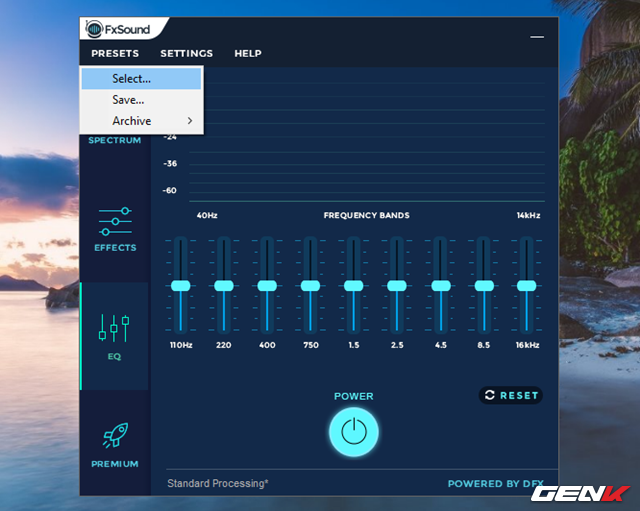 FxSound
PRESETS SETTINGS HELP
Select...
Save...
Archive
SPECTRUM
-24
-36
-60
40Hz FREQUENCY BANDS 14kHz
EFFECTS
110Hz 220 400 750 1.5 2.5 4.5 8.5 16kHz
EQ
POWER
RESET
PREMIUM
Standard Processing*
POWERED BY DFX
GENK